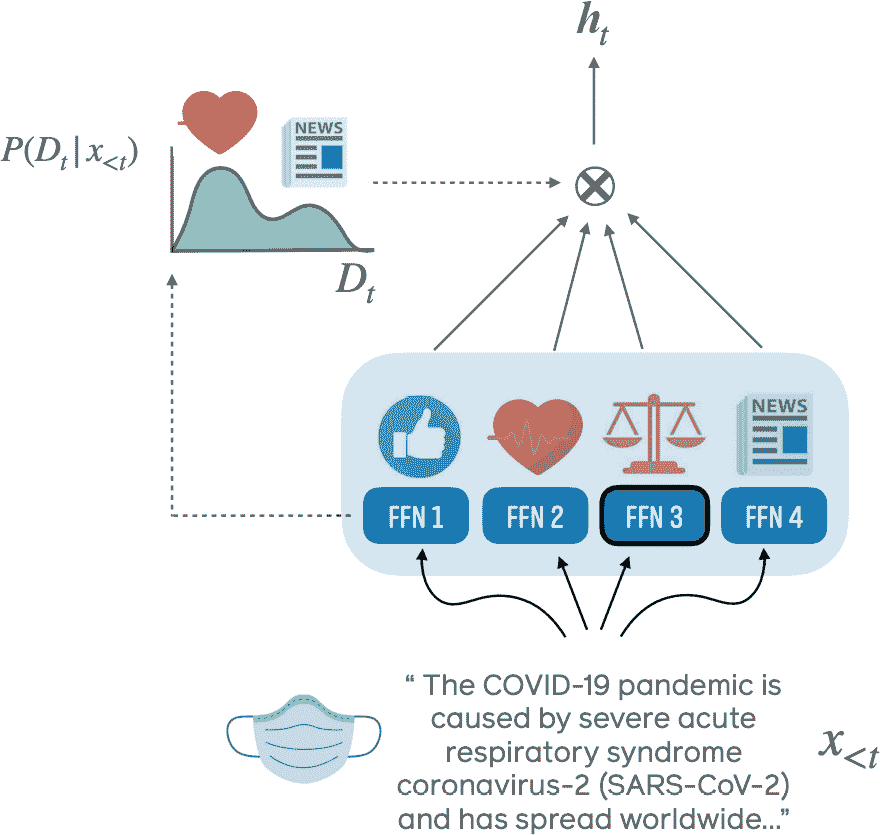 h_t
P(D_t | x_{<t})
NEWS
D_t
NEWS
FFN 1
FFN 2
FFN 3
FFN 4
“ The COVID-19 pandemic is
caused by severe acute
respiratory syndrome
coronavirus-2 (SARS-CoV-2)
and has spread worldwide...”
x_{<t}